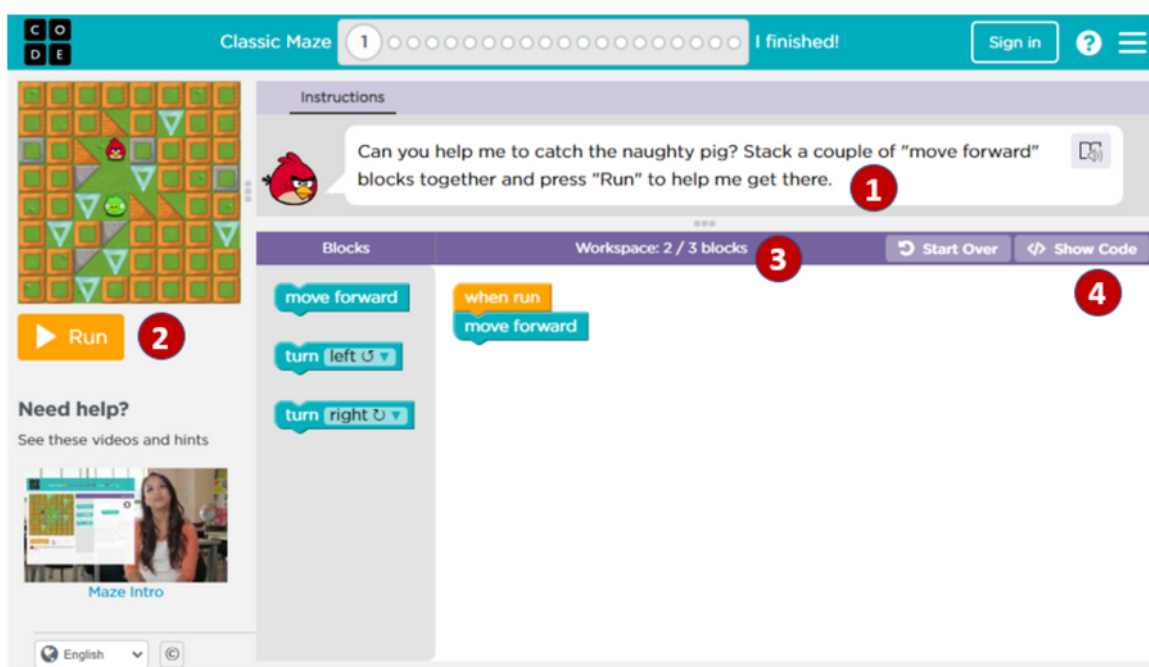 CO
DE
Classic Maze 1 I finished! Sign in ?
Instructions
Can you help me to catch the naughty pig? Stack a couple of "move forward"
blocks together and press "Run" to help me get there.
1
Blocks
Workspace: 2 / 3 blocks
3
Start Over
</> Show Code
4
move forward
turn left
turn right
when run
move forward
Run
2
Need help?
See these videos and hints
Maze Intro
English
©